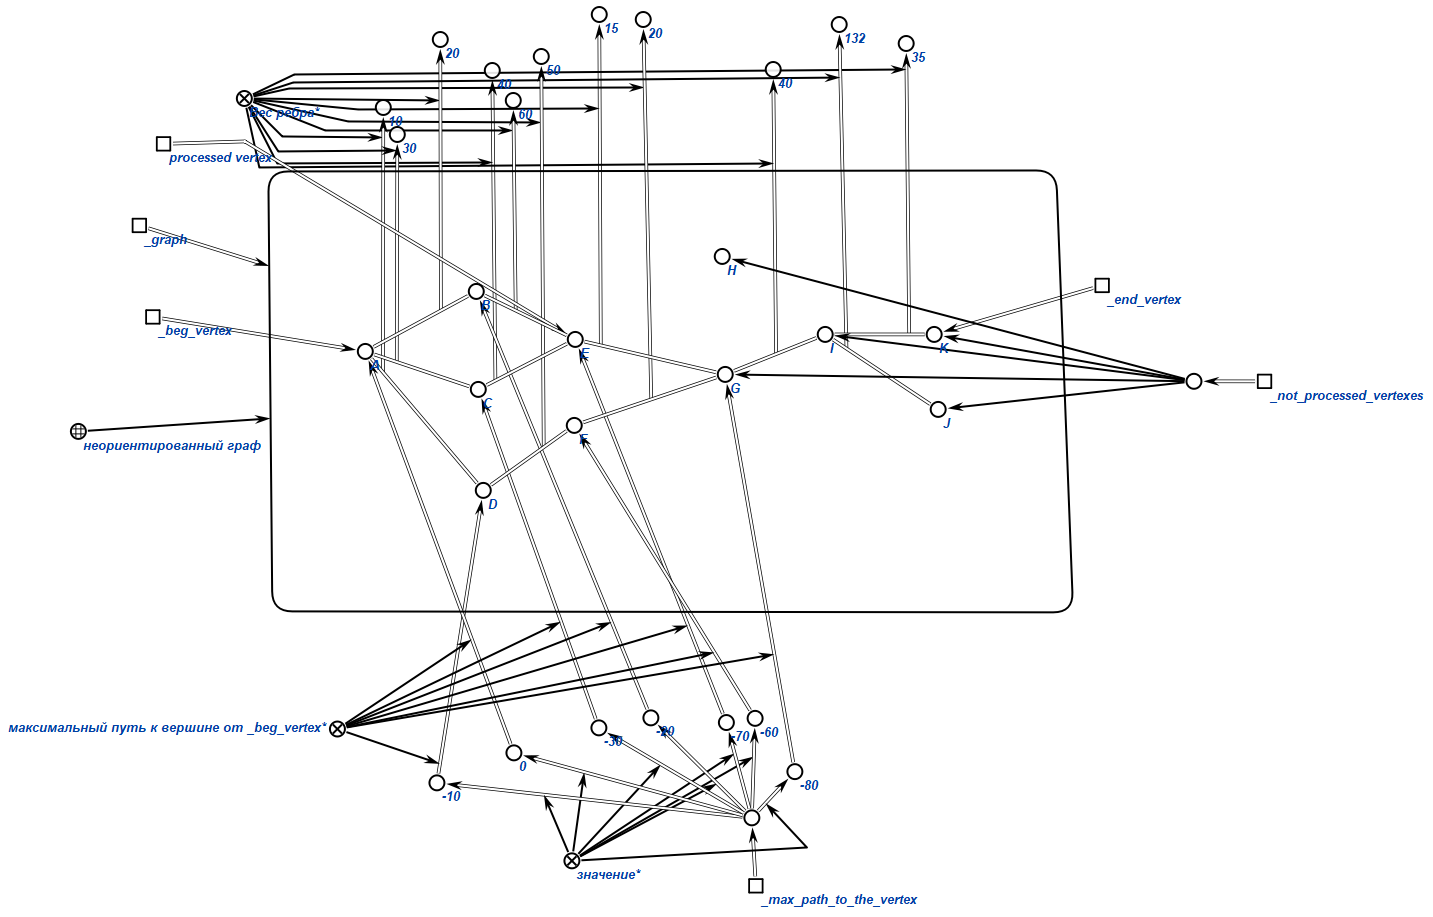 15
20
132
20
35
50
40
40
Вес ребра*
10
60
30
processed vertex
_graph
H
_end_vertex
B
_beg_vertex
I
K
E
A
G
_not_processed_vertexes
C
J
F
неориентированный граф
D
максимальный путь к вершине от _beg_vertex*
-20
-60
-70
-30
0
-80
-10
значение*
_max_path_to_the_vertex